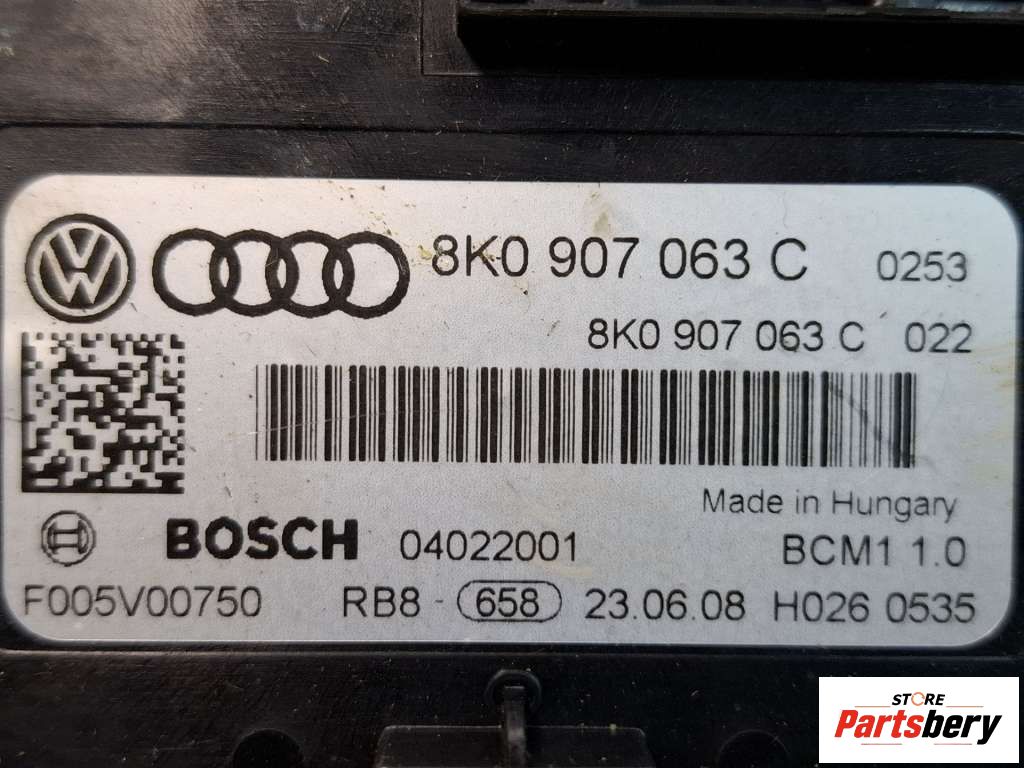 8K0 907 063 C 0253
8K0 907 063 C 022
Made in Hungary
BOSCH 04022001 BCM1 1.0
F005V00750 RB8 - 658 23.06.08 H026 0535
STORE
Partsbery